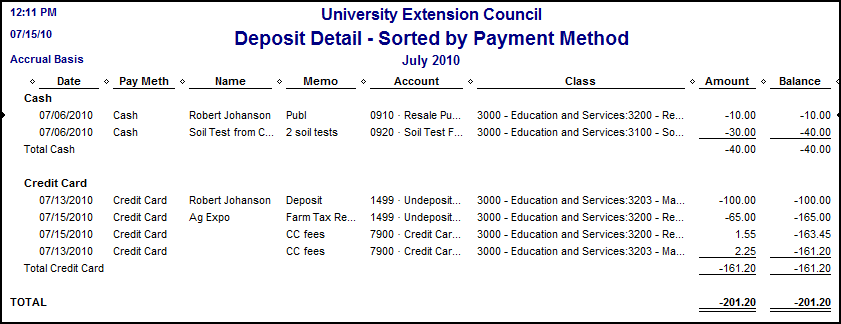 12:11 PM
University Extension Council
07/15/10
Deposit Detail - Sorted by Payment Method
Accrual Basis
July 2010
Date Pay Meth Name Memo Account Class Amount Balance
Cash
07/06/2010 Cash Robert Johanson Publ 0910 · Resale Pu... 3000 - Education and Services:3200 - Re... -10.00 -10.00
07/06/2010 Cash Soil Test from C... 2 soil tests 0920 · Soil Test F... 3000 - Education and Services:3100 - So... -30.00 -40.00
Total Cash -40.00 -40.00
Credit Card
07/13/2010 Credit Card Robert Johanson Deposit 1499 · Undeposit... 3000 - Education and Services:3203 - Ma... -100.00 -100.00
07/15/2010 Credit Card Ag Expo Farm Tax Re... 1499 · Undeposit... 3000 - Education and Services:3200 - Re... -65.00 -165.00
07/15/2010 Credit Card CC fees 7900 · Credit Car... 3000 - Education and Services:3200 - Re... 1.55 -163.45
07/13/2010 Credit Card CC fees 7900 · Credit Car... 3000 - Education and Services:3203 - Ma... 2.25 -161.20
Total Credit Card -161.20 -161.20
TOTAL -201.20 -201.20